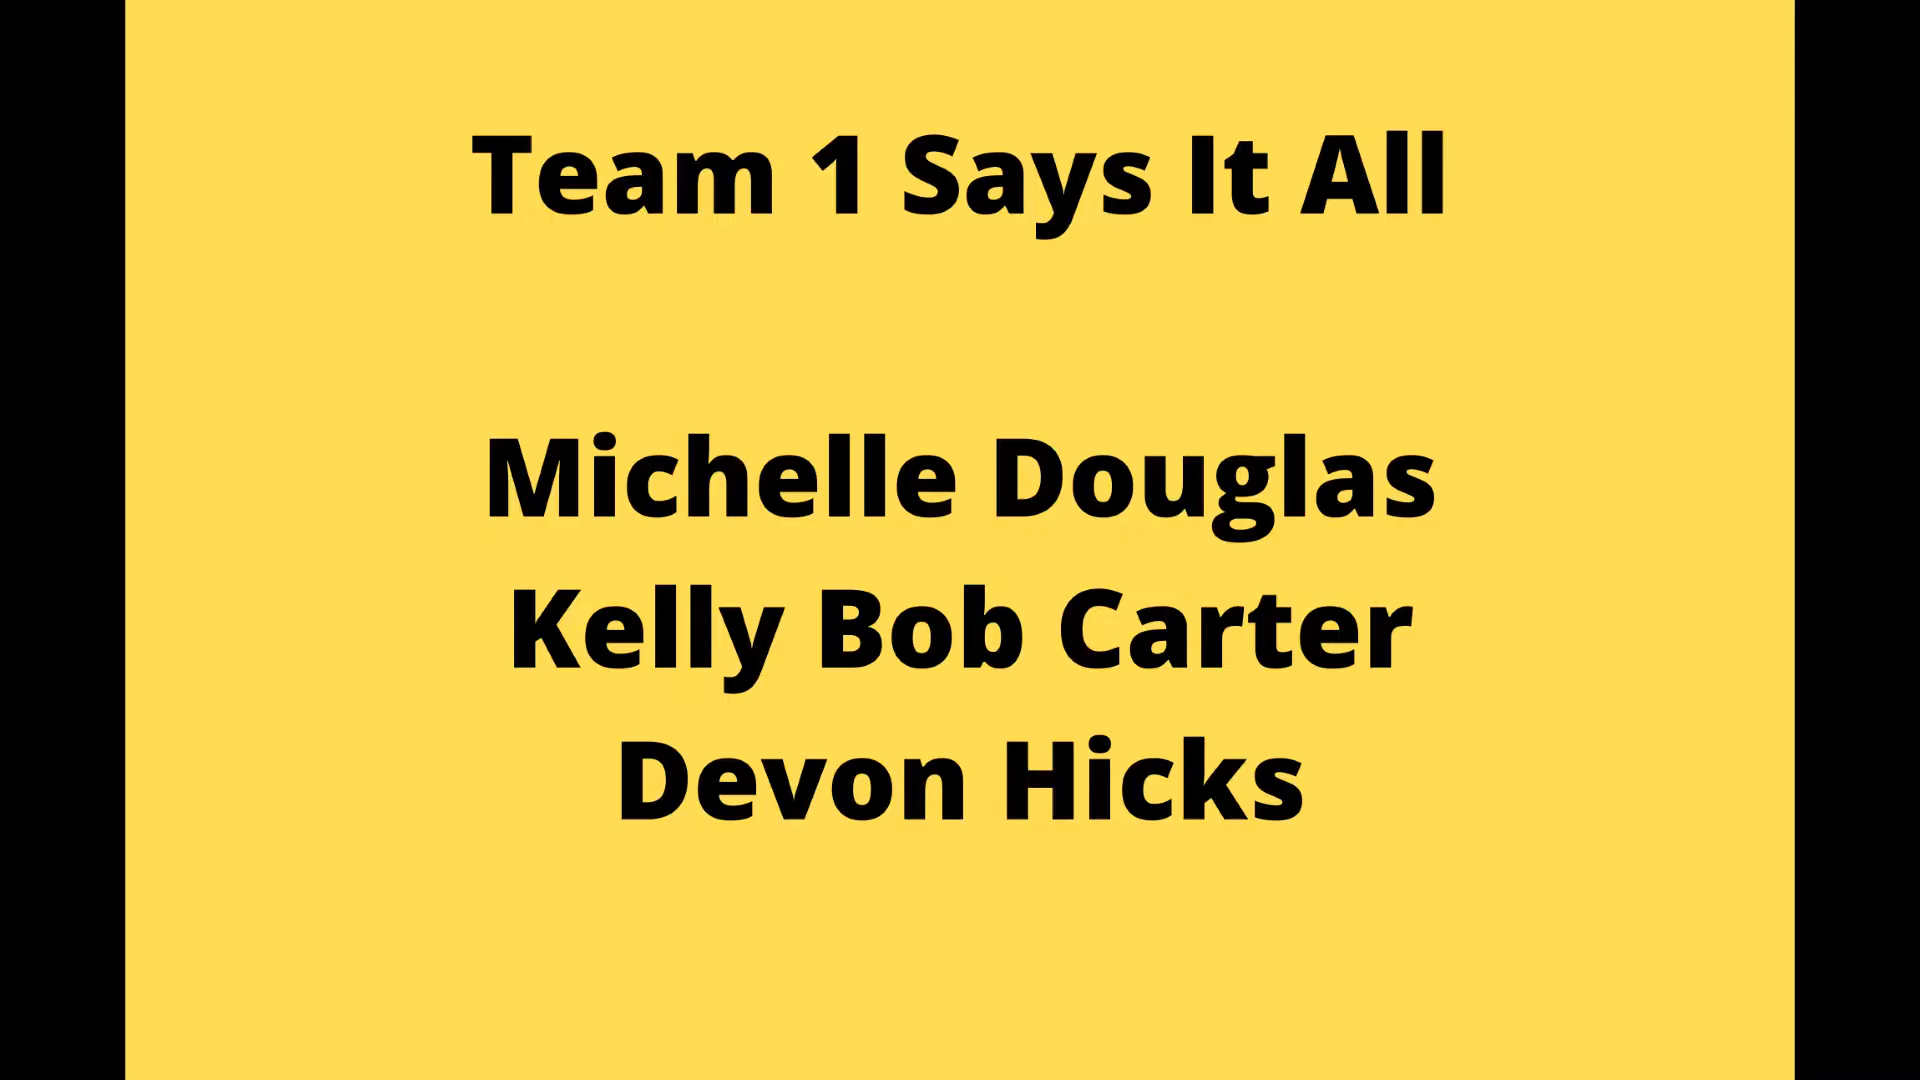 Team 1 Says It All
Michelle Douglas
Kelly Bob Carter
Devon Hicks